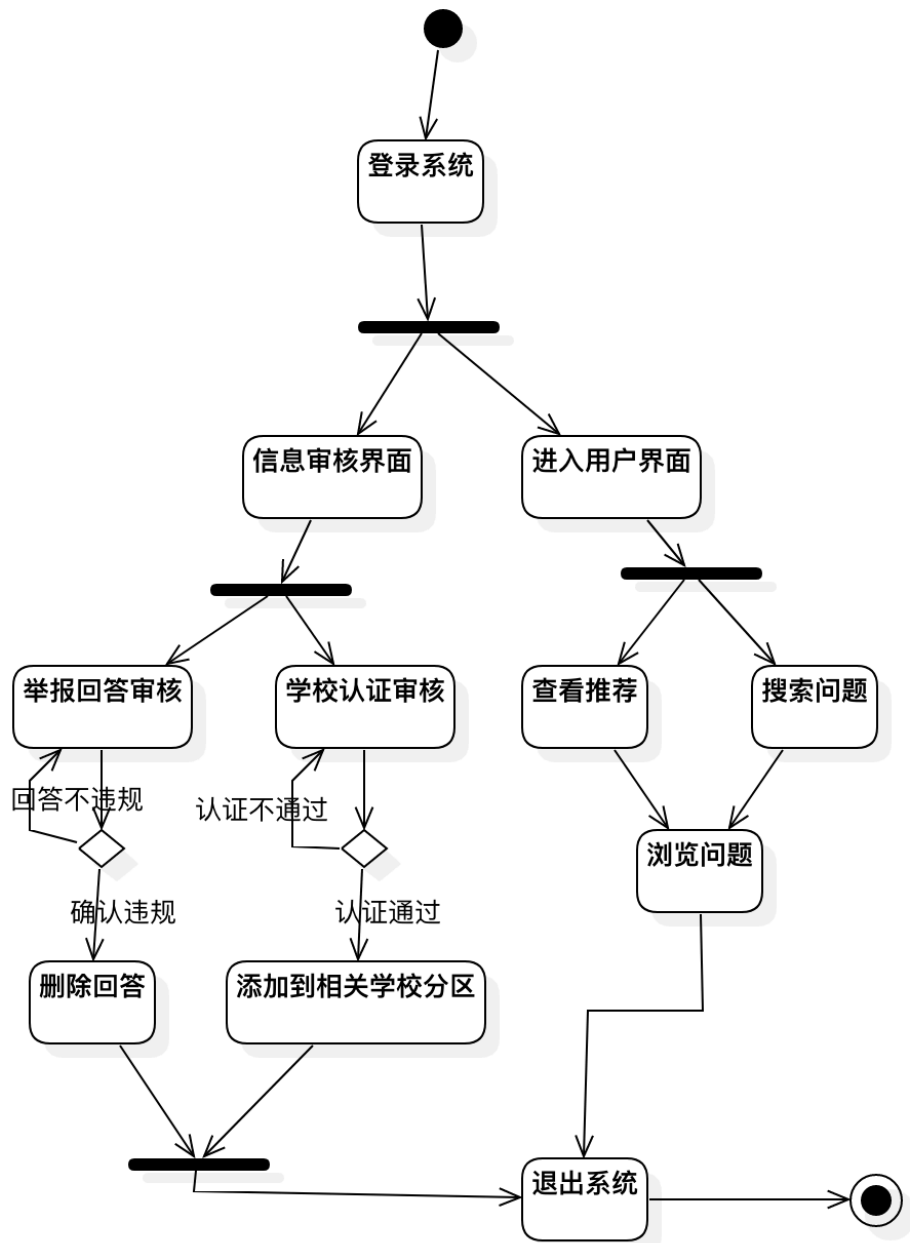 登录系统
信息审核界面
进入用户界面
举报回答审核
学校认证审核
查看推荐
搜索问题
回答不违规
认证不通过
浏览问题
确认违规
认证通过
删除回答
添加到相关学校分区
退出系统